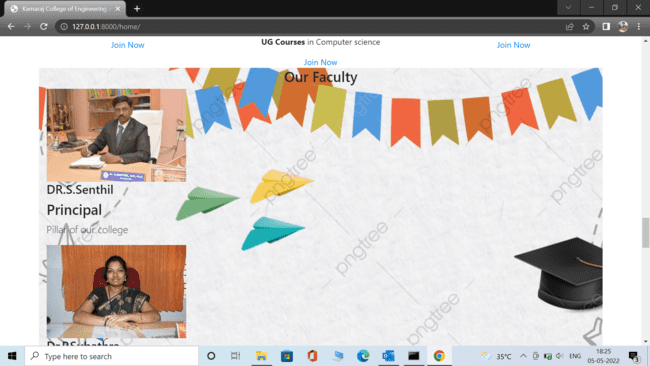 Kamaraj College of Engineering
127.0.0.1:8000/home/
UG Courses in Computer science
Join Now
Join Now
Join Now
Our Faculty
DR.S.Senthil
Principal
Pillar of our college
pngtree
pngtree
pngtree
pngtree
Type here to search
35°C
ENG
18:25
05-05-2022